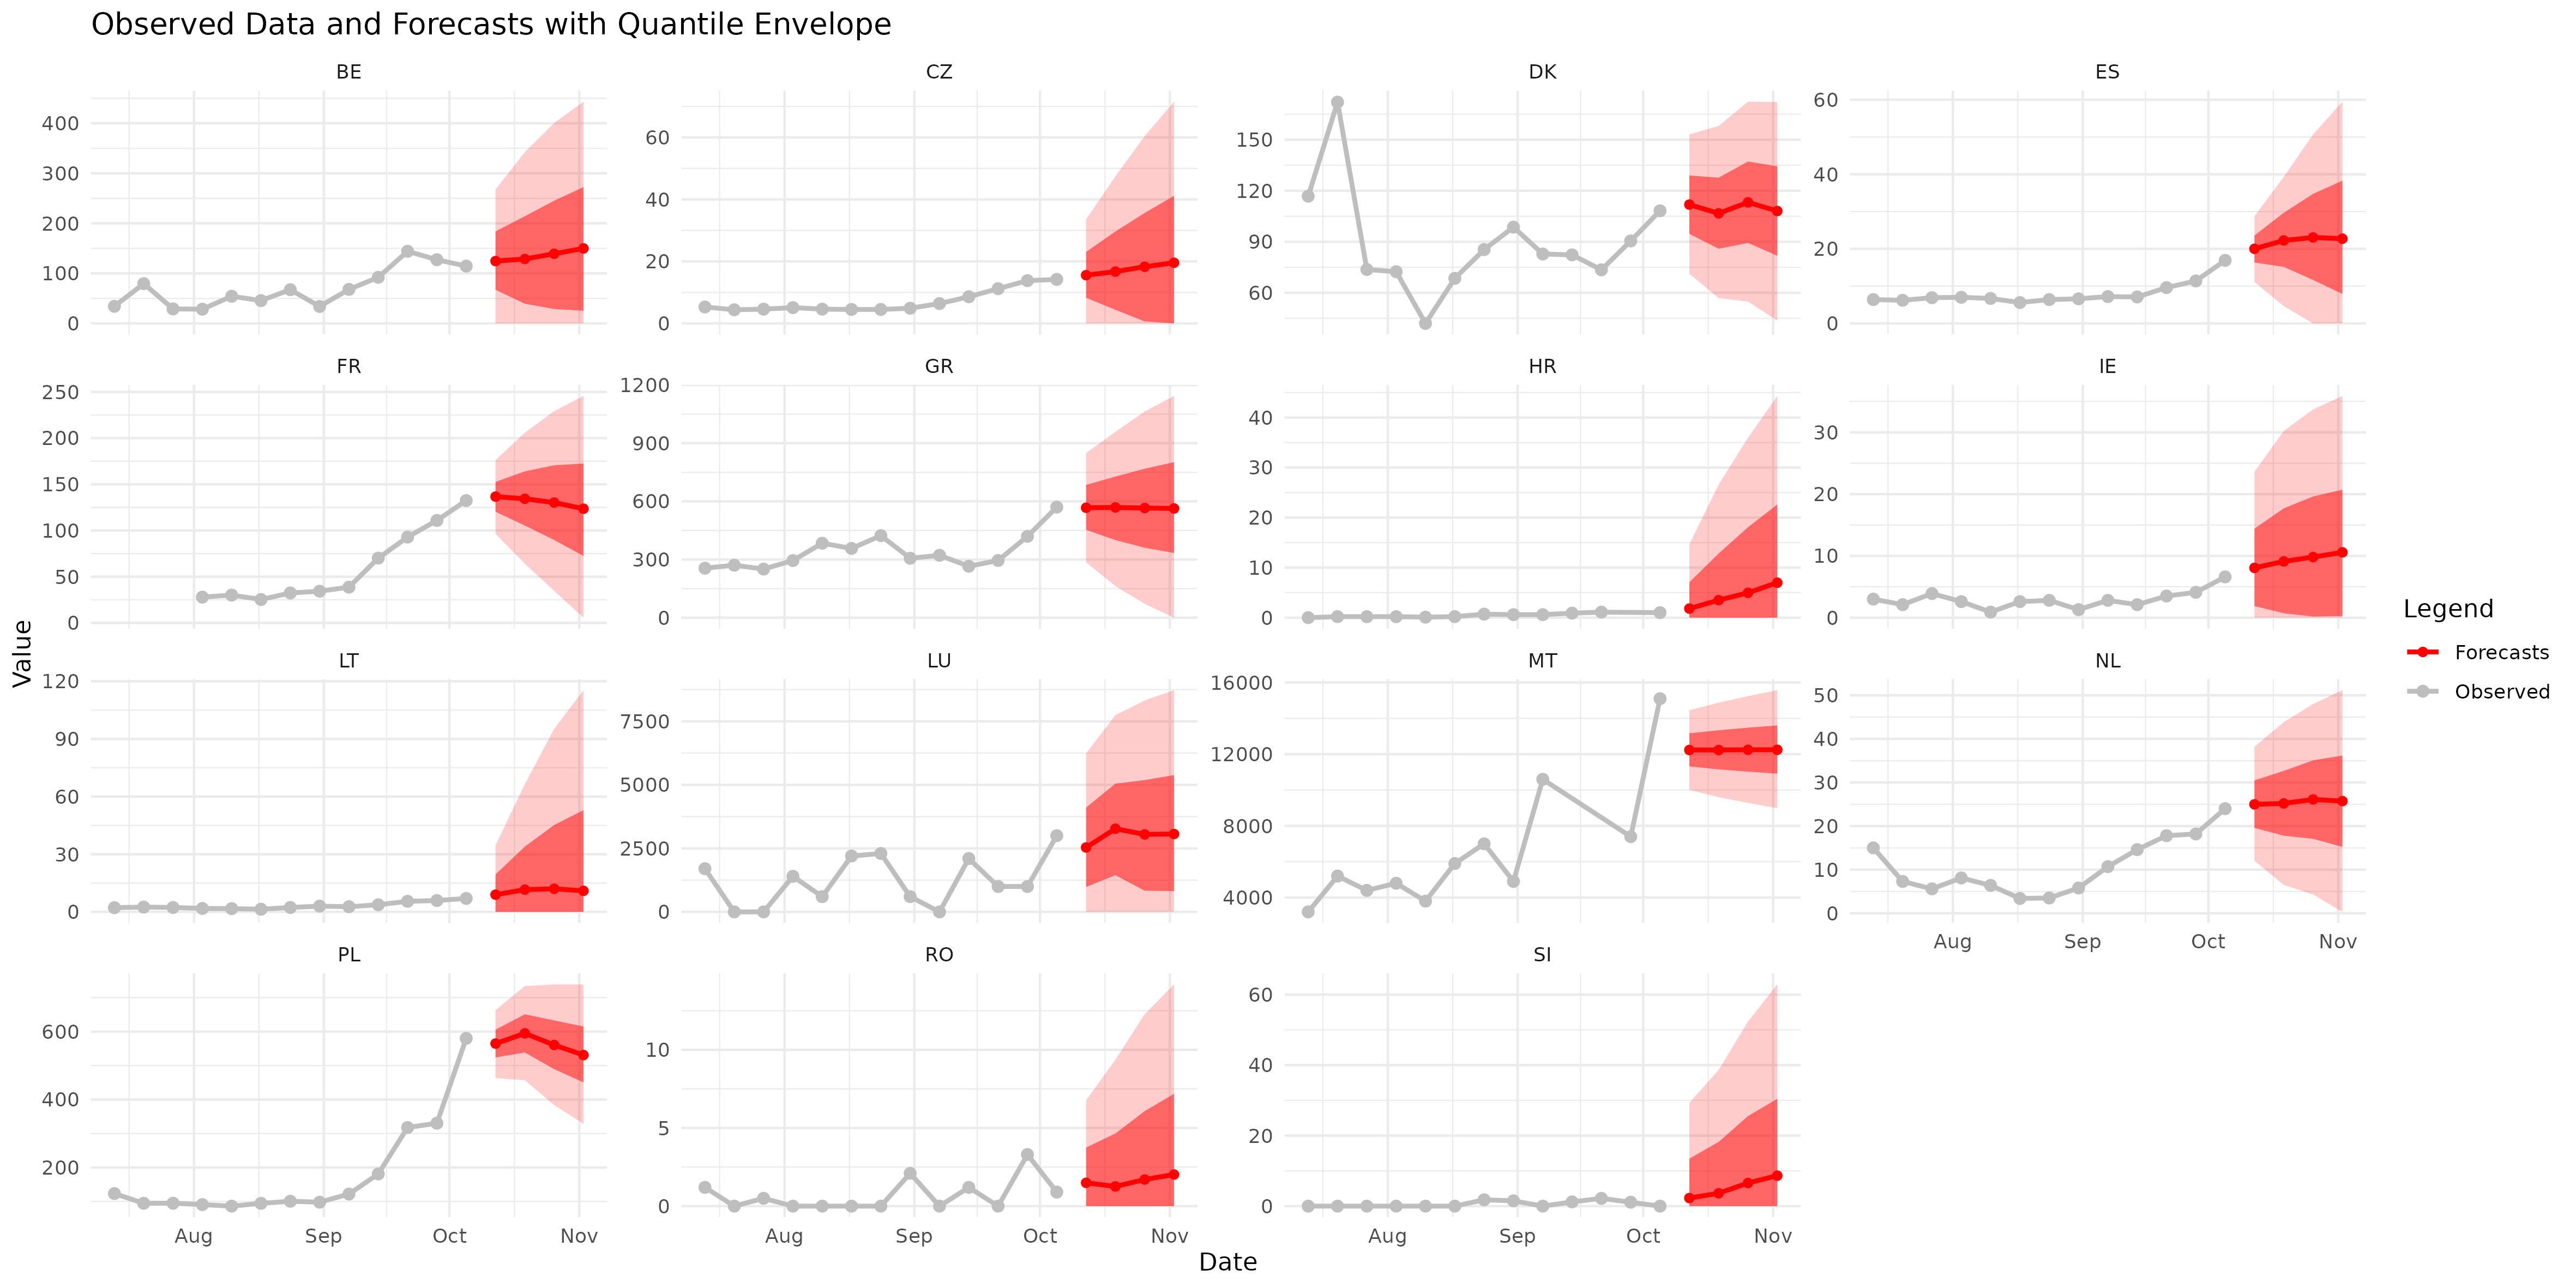 Observed Data and Forecasts with Quantile Envelope
BE
CZ
DK
ES
400
300
200
100
0
60
40
20
0
150
120
90
60
60
40
20
0
FR
GR
HR
IE
250
200
150
100
50
0
1200
900
600
300
0
40
30
20
10
0
30
20
10
0
LT
LU
MT
NL
120
90
60
30
0
7500
5000
2500
0
16000
12000
8000
4000
50
40
30
20
10
0
Aug Sep Oct Nov
PL
RO
SI
600
400
200
10
5
0
60
40
20
0
Aug Sep Oct Nov
Aug Sep Oct Nov
Aug Sep Oct Nov
Date
Value
Legend
Forecasts
Observed